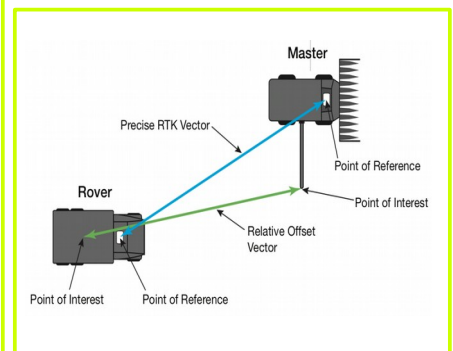 Master
Precise RTK Vector
Point of Reference
Rover
Point of Interest
Relative Offset
Vector
Point of Interest
Point of Reference